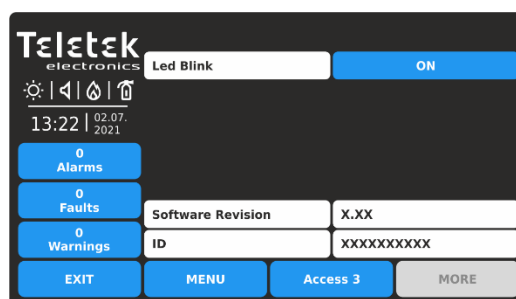 Teletek
electronics
Led Blink ON
13:22 02.07.
2021
0
Alarms
0
Faults
Software Revision X.XX
0
Warnings
ID XXXXXXXXXX
EXIT MENU Access 3 MORE